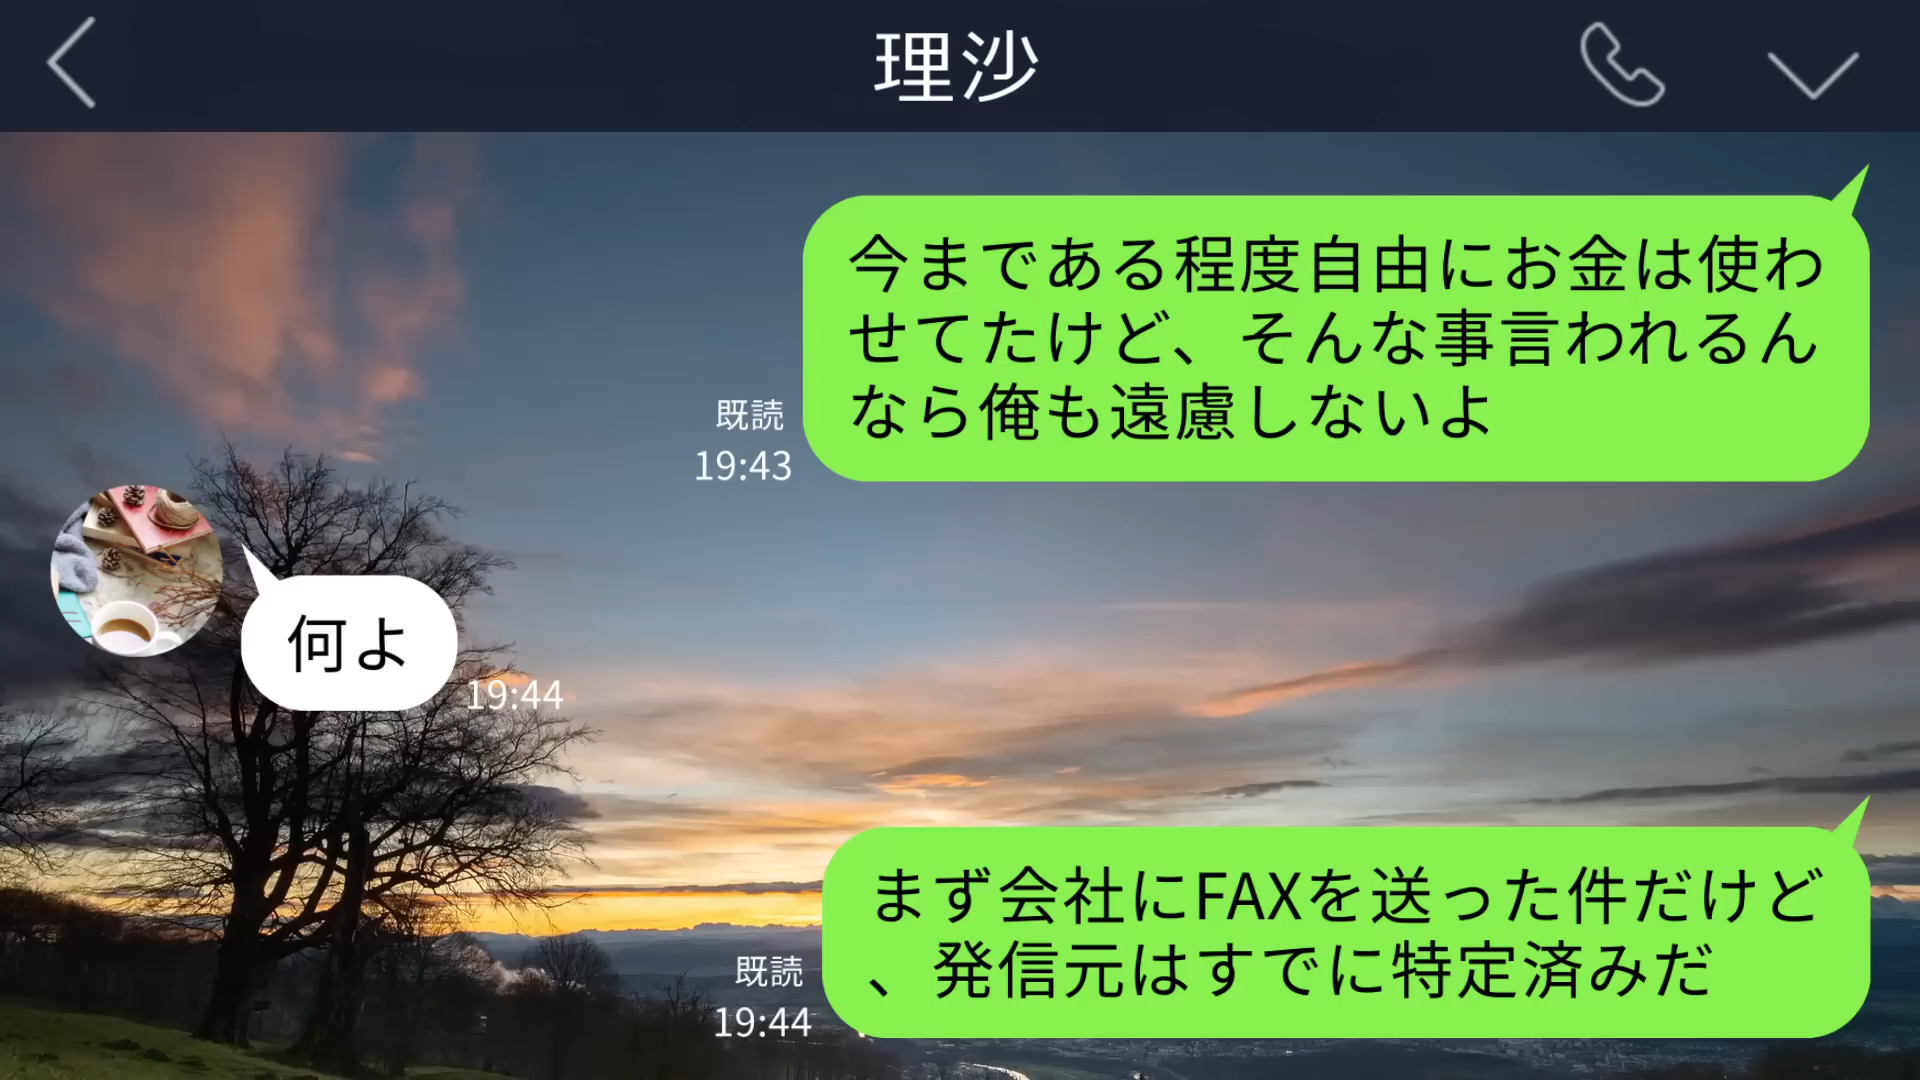 理沙
今まである程度自由にお金は使わ
せてたけど、そんな事言われるん
なら俺も遠慮しないよ
既読
19:43
何よ
19:44
まず会社にFAXを送った件だけど
、発信元はすでに特定済みだ
既読
19:44